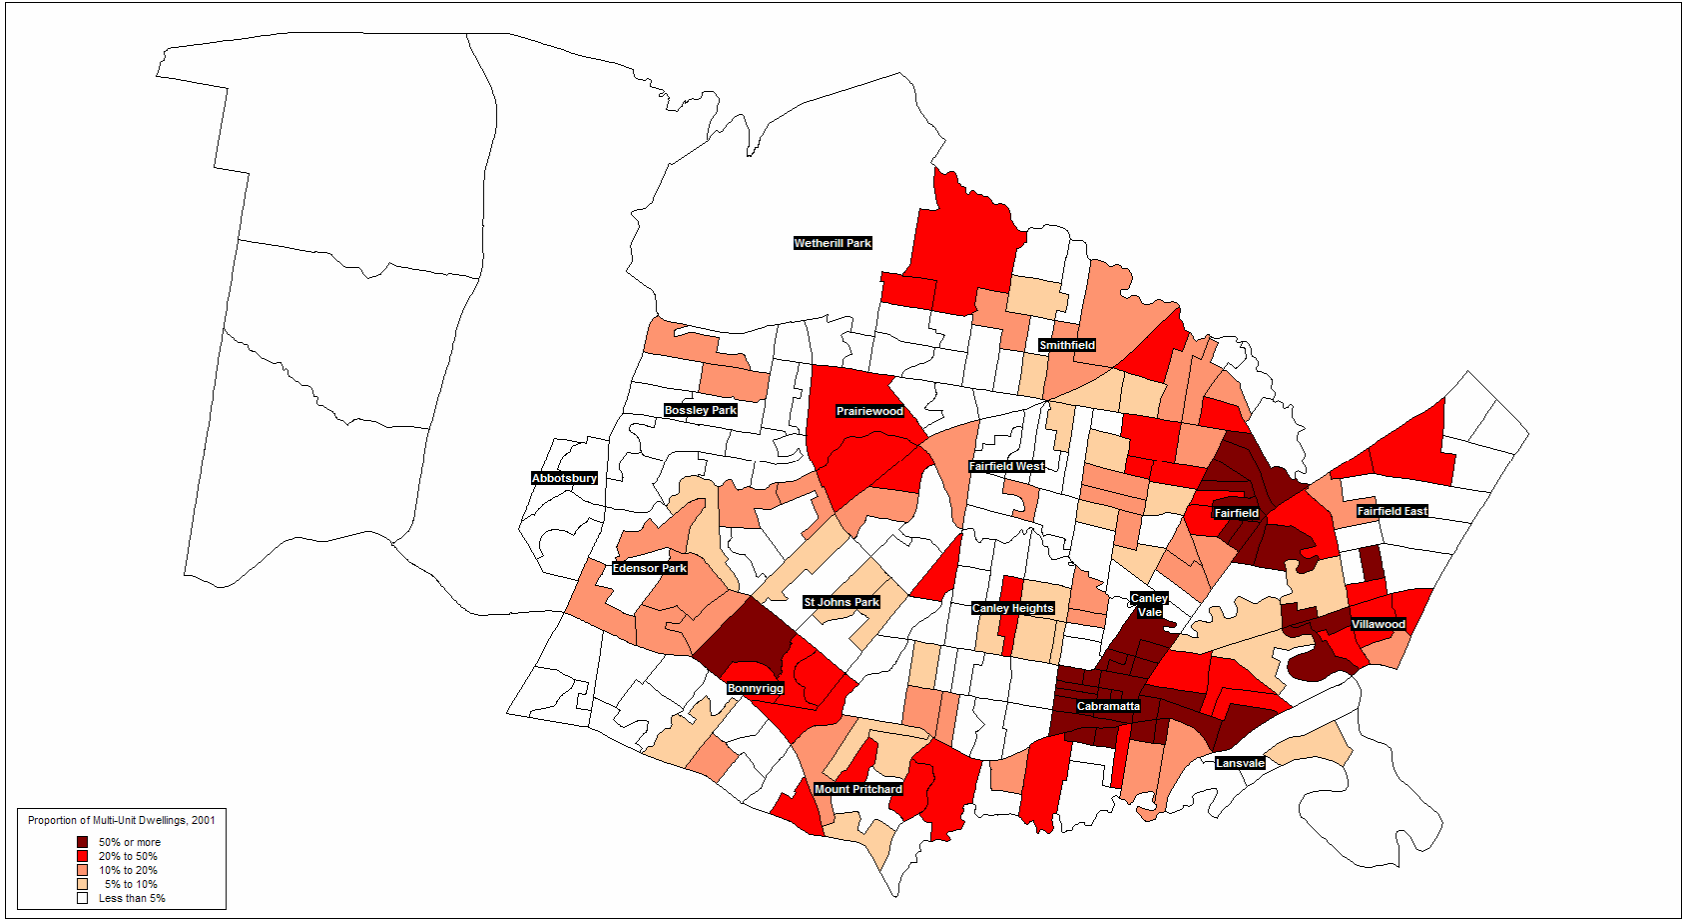 Wetherill Park
Smithfield
Bossley Park
Prairiewood
Fairfield West
Abbotsbury
Fairfield
Fairfield East
Edensor Park
St Johns Park
Canley Heights
Canley
Vale
Villawood
Bonnyrigg
Cabramatta
Lansvale
Mount Pritchard
Proportion of Multi-Unit Dwellings, 2001
50% or more
20% to 50%
10% to 20%
5% to 10%
Less than 5%